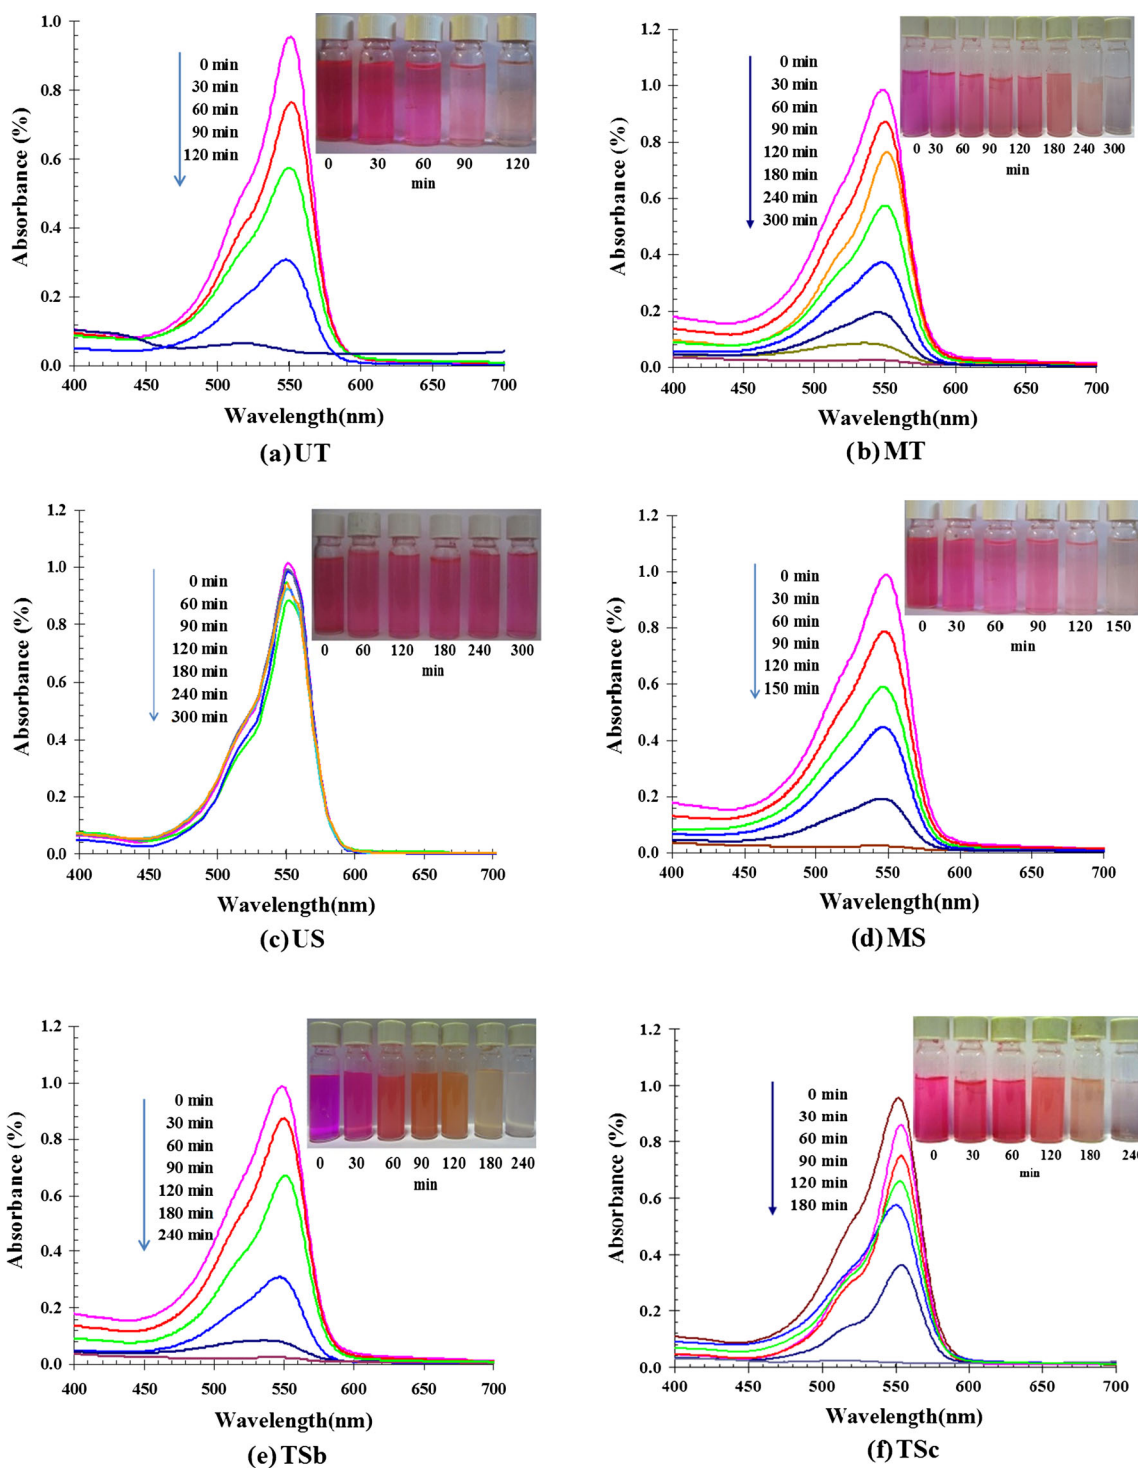 1.0
0.8
0.6
0.4
0.2
0.0
Absorbance (%)
0 min
30 min
60 min
90 min
120 min
0 30 60 90 120
min
400 450 500 550 600 650 700
Wavelength(nm)
(a) UT
1.2
1.0
0.8
0.6
0.4
0.2
0.0
Absorbance (%)
0 min
30 min
60 min
90 min
120 min
180 min
240 min
300 min
0 30 60 90 120 180 240 300
min
400 450 500 550 600 650 700
Wavelength(nm)
(b) MT
1.2
1.0
0.8
0.6
0.4
0.2
0.0
Absorbance (%)
0 min
60 min
90 min
120 min
180 min
240 min
300 min
0 60 120 180 240 300
min
400 450 500 550 600 650 700
Wavelength(nm)
(c) US
1.2
1.0
0.8
0.6
0.4
0.2
0.0
Absorbance (%)
0 min
30 min
60 min
90 min
120 min
150 min
0 30 60 90 120 150
min
400 450 500 550 600 650 700
Wavelength(nm)
(d) MS
1.2
1.0
0.8
0.6
0.4
0.2
0.0
Absorbance (%)
0 min
30 min
60 min
90 min
120 min
180 min
240 min
0 30 60 90 120 180 240
min
400 450 500 550 600 650 700
Wavelength(nm)
(e) TSb
1.2
1.0
0.8
0.6
0.4
0.2
0.0
Absorbance (%)
0 min
30 min
60 min
90 min
120 min
180 min
0 30 60 120 180 240
min
400 450 500 550 600 650 700
Wavelength(nm)
(f) TSc